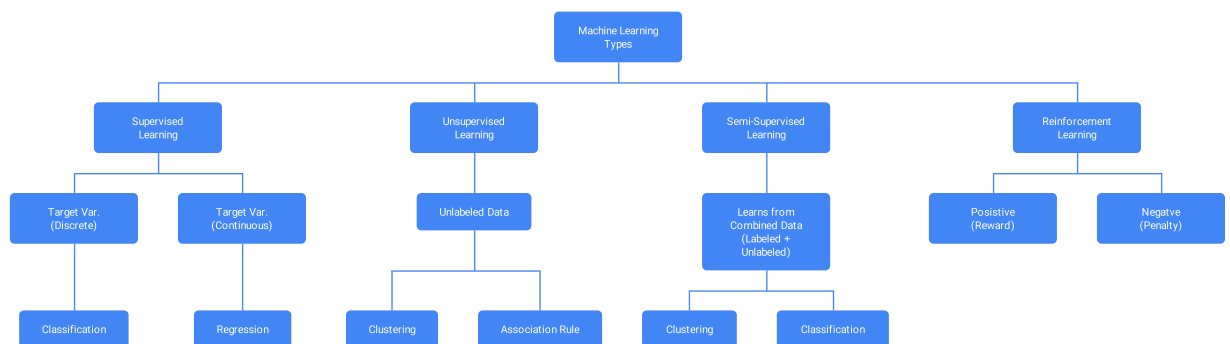 Machine Learning
Types
Supervised
Learning
Unsupervised
Learning
Semi-Supervised
Learning
Reinforcement
Learning
Target Var.
(Discrete)
Target Var.
(Continuous)
Unlabeled Data
Learns from
Combined Data
(Labeled +
Unlabeled)
Posistive
(Reward)
Negatve
(Penalty)
Classification
Regression
Clustering
Association Rule
Clustering
Classification